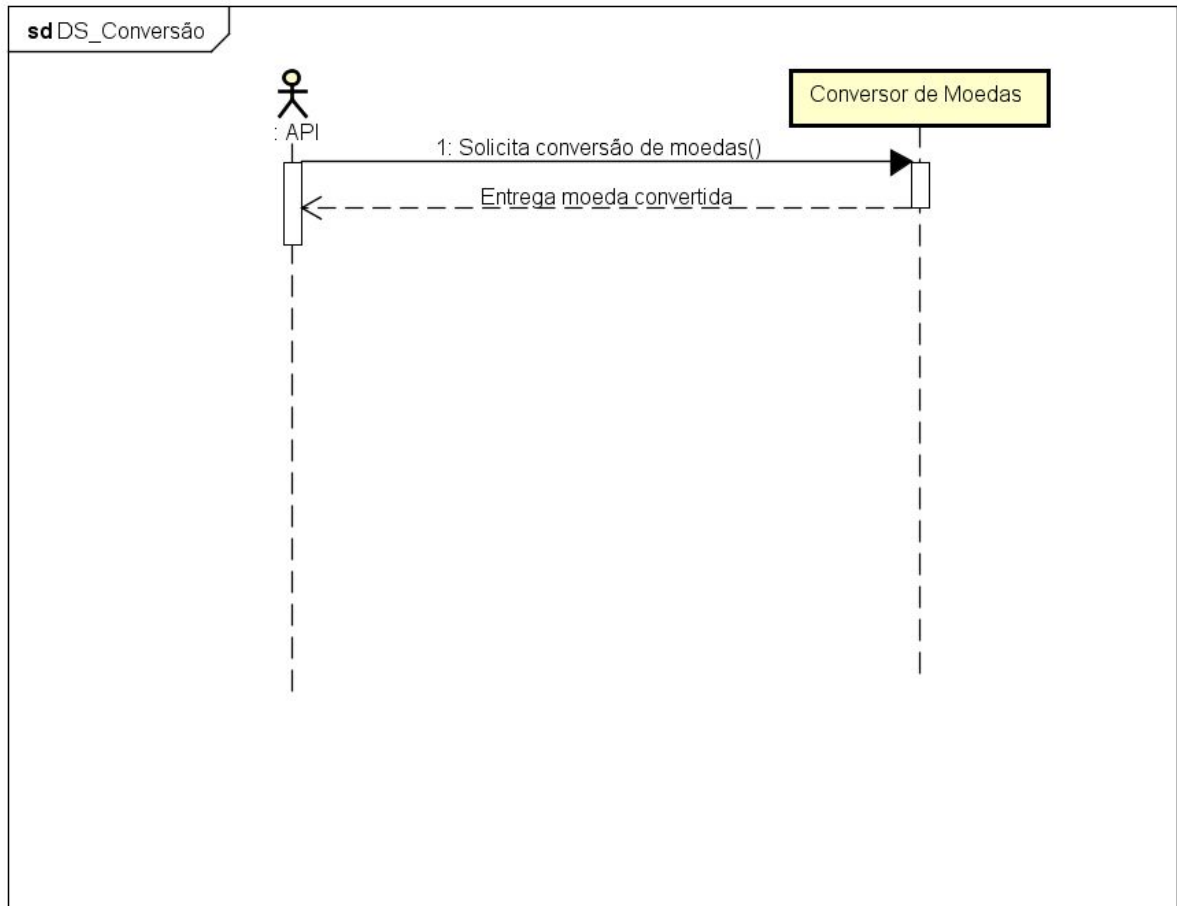 sd DS_Conversão
: API
Conversor de Moedas
1: Solicita conversão de moedas()
Entrega moeda convertida